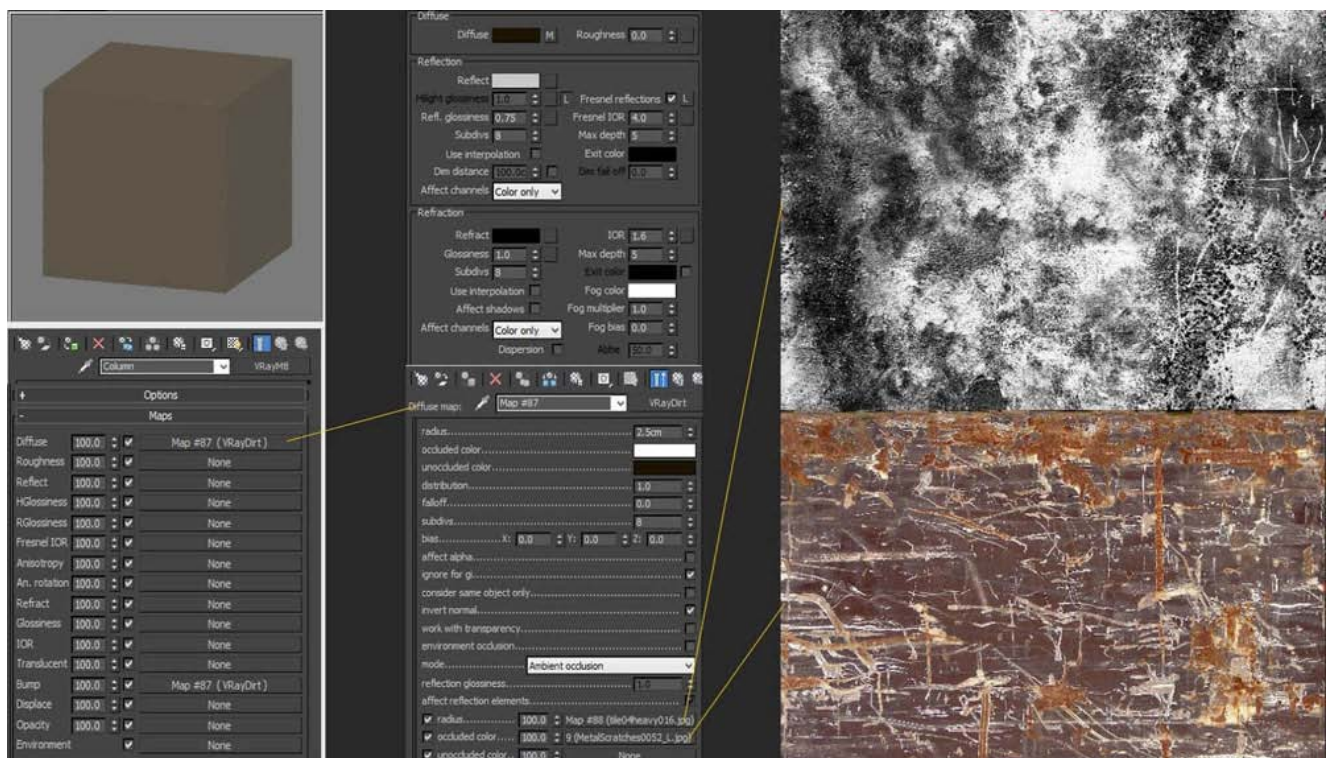 Column
VRayMtl
+ Options
- Maps
Diffuse 100.0 Map #87 (VRayDirt)
Roughness 100.0 None
Reflect 100.0 None
HGlossiness 100.0 None
RGlossiness 100.0 None
Fresnel IOR 100.0 None
Anisotropy 100.0 None
An. rotation 100.0 None
Refract 100.0 None
Glossiness 100.0 None
IOR 100.0 None
Translucent 100.0 None
Bump 100.0 Map #87 (VRayDirt)
Displace 100.0 None
Opacity 100.0 None
Environment None
Diffuse
Diffuse M Roughness 0.0
Reflection
Reflect
Hilight glossiness 1.0 L Fresnel reflections L
Refl. glossiness 0.75 Fresnel IOR 4.0
Subdivs 8 Max depth 5
Use interpolation Exit color
Dim distance 100.0c Dim fall off 0.0
Affect channels Color only
Refraction
Refract IOR 1.6
Glossiness 1.0 Max depth 5
Subdivs 8 Exit color
Use interpolation Fog color
Affect shadows Fog multiplier 1.0
Affect channels Color only Fog bias 0.0
Dispersion Abbe 50.0
Diffuse map: Map #87 VRayDirt
radius 2.5cm
occluded color
unoccluded color
distribution 1.0
falloff 0.0
subdivs 8
bias X: 0.0 Y: 0.0 Z: 0.0
affect alpha
ignore for gi
consider same object only
invert normal
work with transparency
environment occlusion
mode Ambient occlusion
reflection glossiness 1.0
affect reflection elements
radius 100.0 Map #88 (tile04heavy016.jpg)
occluded color 100.0 9 (MetalScratches0052_L.jpg)
unoccluded color 100.0 None